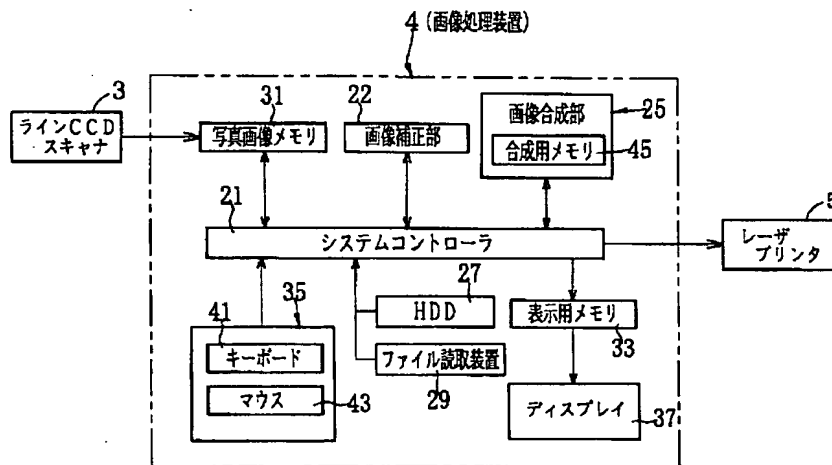 4(画像処理装置)
3
ラインCCD
スキャナ
31
写真画像メモリ
22
画像補正部
画像合成部
25
合成用メモリ
45
21
システムコントローラ
5
レーザ
プリンタ
35
41
キーボード
マウス
43
27
HDD
ファイル読取装置
29
表示用メモリ
33
ディスプレイ
37